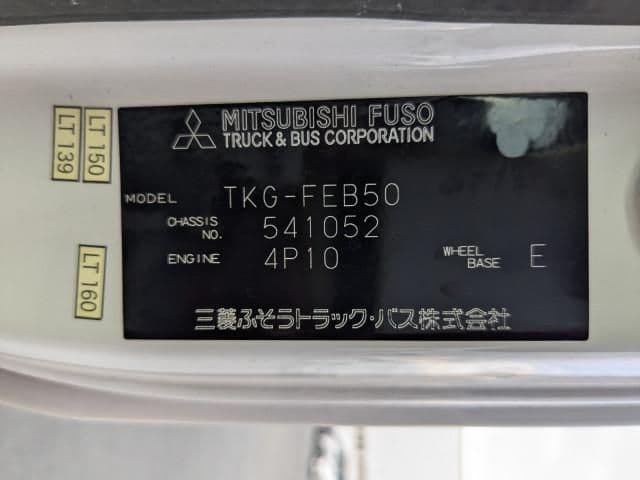 MITSUBISHI FUSO
TRUCK & BUS CORPORATION
MODEL TKG-FEB50
CHASSIS NO. 541052
ENGINE 4P10 WHEEL BASE E
三菱ふそうトラック・バス株式会社
LT 139
LT 150
LT 160